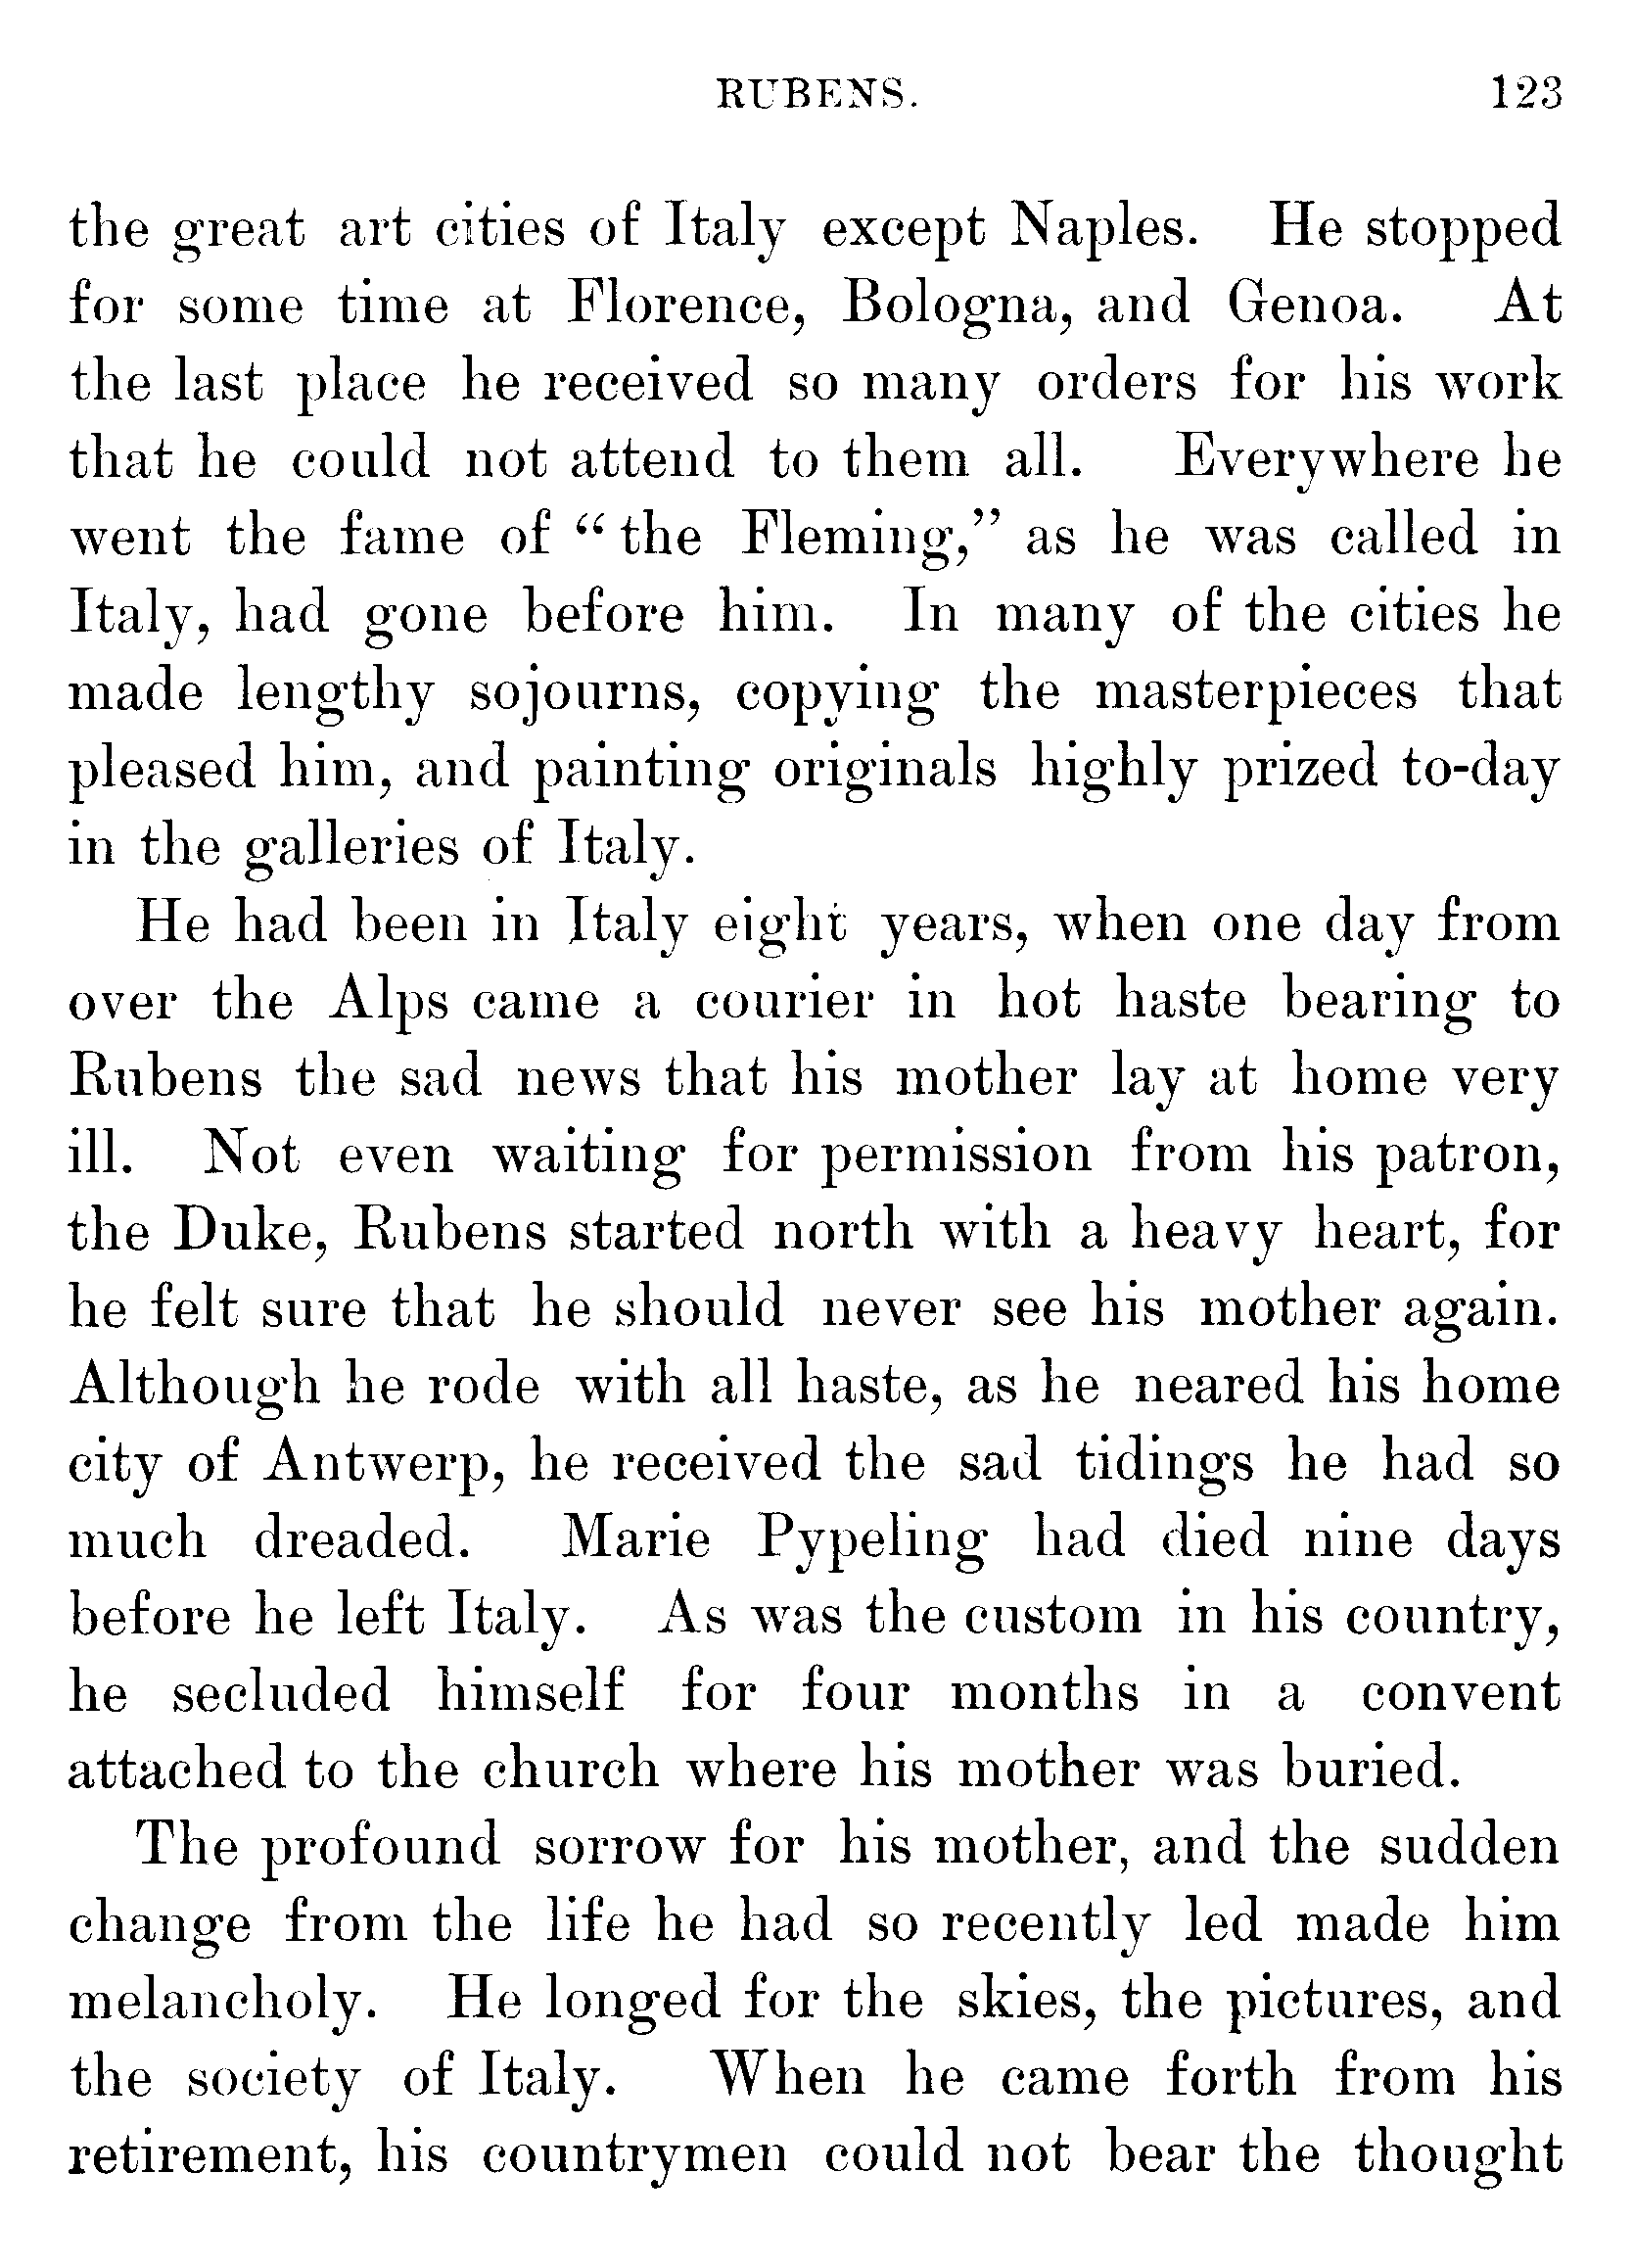 RUBENS. 123
the great art cities of Italy except Naples. He stopped
for some time at Florence, Bologna, and Genoa. At
the last place he received so many orders for his work
that he could not attend to them all. Everywhere he
went the fame of “the Fleming,” as he was called in
Italy, had gone before him. In many of the cities he
made lengthy sojourns, copying the masterpieces that
pleased him, and painting originals highly prized to-day
in the galleries of Italy.
He had been in Italy eight years, when one day from
over the Alps came a courier in hot haste bearing to
Rubens the sad news that his mother lay at home very
ill. Not even waiting for permission from his patron,
the Duke, Rubens started north with a heavy heart, for
he felt sure that he should never see his mother again.
Although he rode with all haste, as he neared his home
city of Antwerp, he received the sad tidings he had so
much dreaded. Marie Pypeling had died nine days
before he left Italy. As was the custom in his country,
he secluded himself for four months in a convent
attached to the church where his mother was buried.
The profound sorrow for his mother, and the sudden
change from the life he had so recently led made him
melancholy. He longed for the skies, the pictures, and
the society of Italy. When he came forth from his
retirement, his countrymen could not bear the thought